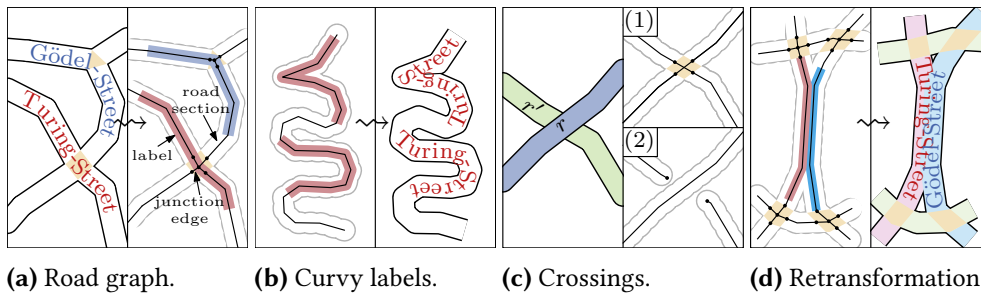 Gödel-Street
Turing-Street
road
section
label
junction
edge
Street
Turing-
Turing-
Street
r'
r
(1)
(2)
Turing-Street
Gödel-Street
(a) Road graph.
(b) Curvy labels.
(c) Crossings.
(d) Retransformation